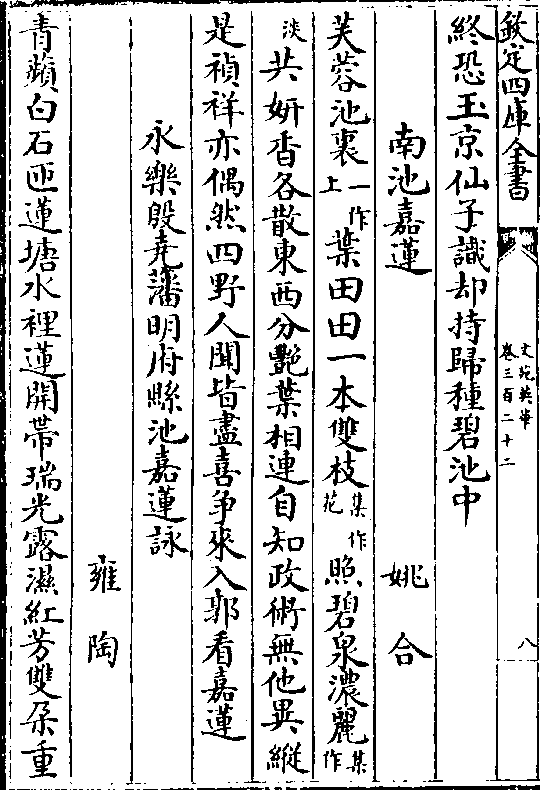 欽定四庫全書
文苑英華
卷三百二十二
八
終恐玉京仙子識却持歸種碧池中
南池嘉蓮
姚合
芙蓉池裏一作上葉田田一本雙枝集作花照碧泉濃麗集作
淡共妍香各散東西分艷葉相連自知政術無他異縱
是禎祥亦偶然四野人聞皆盡喜争來入郭看嘉蓮
永樂殷堯藩明府縣池嘉蓮詠
雍陶
青蘋白石匝蓮塘水裡蓮開帶瑞光露濕紅芳雙朶重